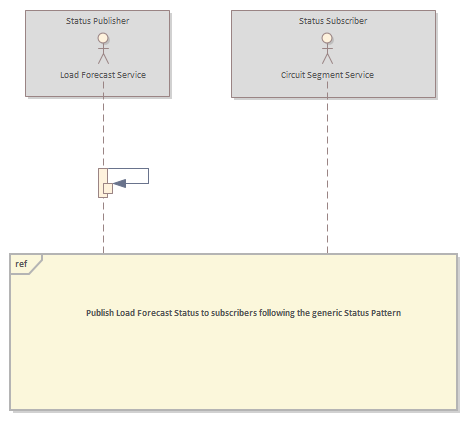 Status Publisher
Status Subscriber
Load Forecast Service
Circuit Segment Service
ref
Publish Load Forecast Status to subscribers following the generic Status Pattern